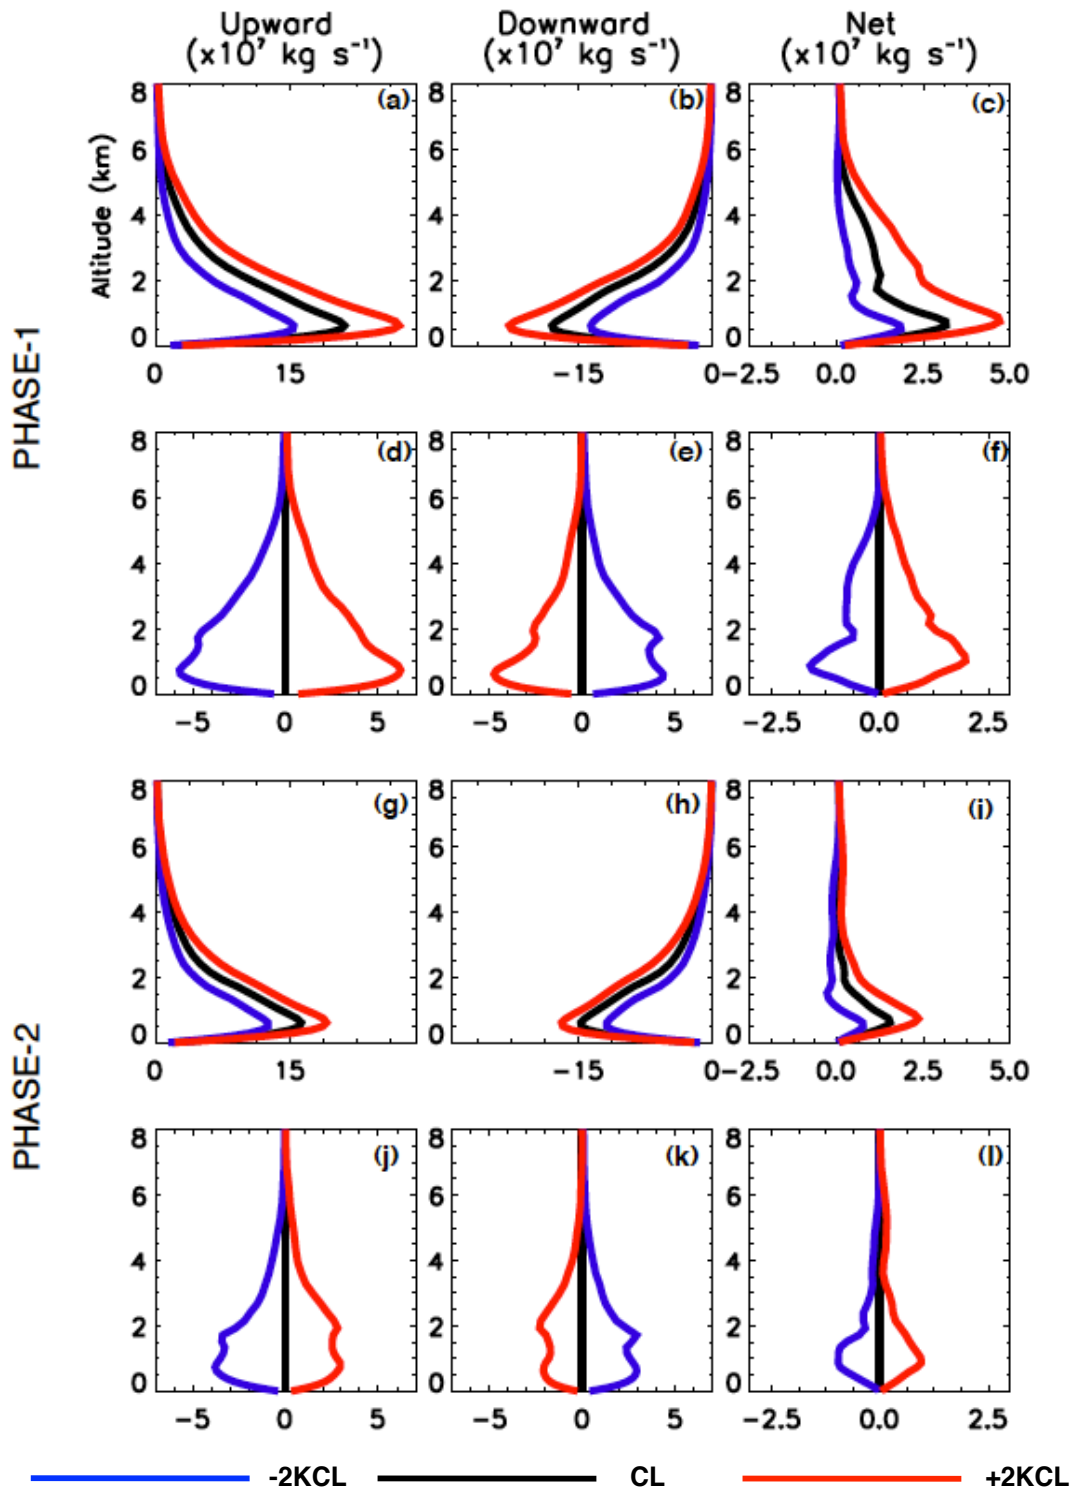 Upward Downward Net
(x10⁷ kg s⁻¹) (x10⁷ kg s⁻¹) (x10⁷ kg s⁻¹)
PHASE-1
Altitude (km)
8 (a) 8 (b) 8 (c)
6 6 6
4 4 4
2 2 2
0 0 0
0 15 -15 0 -2.5 0.0 2.5 5.0
8 (d) 8 (e) 8 (f)
6 6 6
4 4 4
2 2 2
0 0 0
-5 0 5 -5 0 5 -2.5 0.0 2.5
PHASE-2
8 (g) 8 (h) 8 (i)
6 6 6
4 4 4
2 2 2
0 0 0
0 15 -15 0 -2.5 0.0 2.5 5.0
8 (j) 8 (k) 8 (l)
6 6 6
4 4 4
2 2 2
0 0 0
-5 0 5 -5 0 5 -2.5 0.0 2.5
-2KCL CL +2KCL